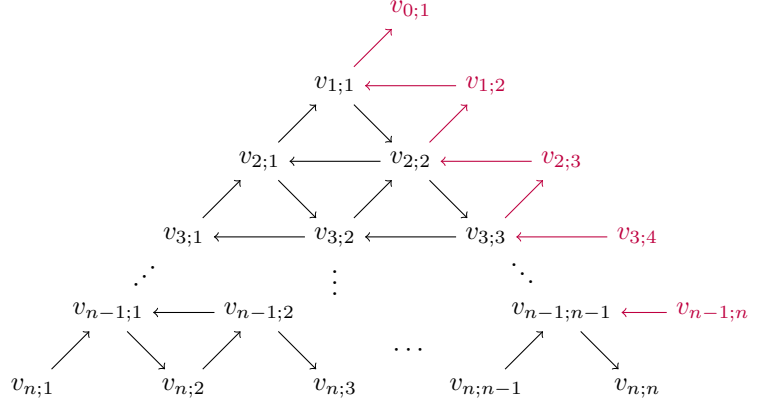 v_{0;1}
v_{1;1} v_{1;2}
v_{2;1} v_{2;2} v_{2;3}
v_{3;1} v_{3;2} v_{3;3} v_{3;4}
⋰ ⋮ ⋱
v_{n−1;1} v_{n−1;2} v_{n−1;n−1} v_{n−1;n}
⋯
v_{n;1} v_{n;2} v_{n;3} v_{n;n−1} v_{n;n}